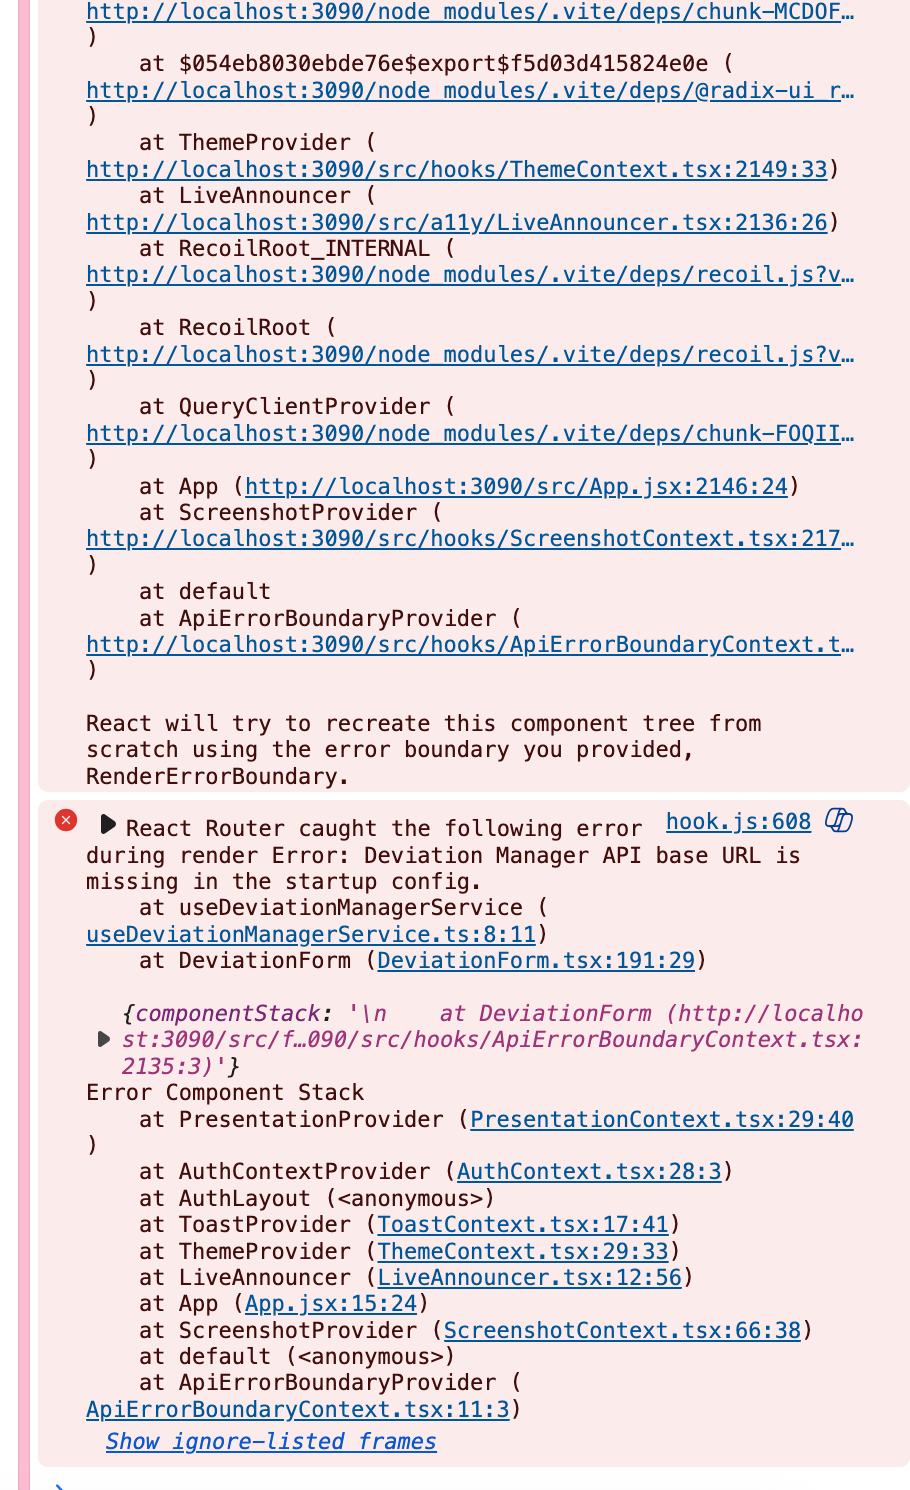 http://localhost:3090/node_modules/.vite/deps/chunk-MCDOF…
)
at $054eb8030ebde76e$export$f5d03d415824e0e (
http://localhost:3090/node_modules/.vite/deps/@radix-ui_r…
)
at ThemeProvider (
http://localhost:3090/src/hooks/ThemeContext.tsx:2149:33)
at LiveAnnouncer (
http://localhost:3090/src/a11y/LiveAnnouncer.tsx:2136:26)
at RecoilRoot_INTERNAL (
http://localhost:3090/node_modules/.vite/deps/recoil.js?v…
)
at RecoilRoot (
http://localhost:3090/node_modules/.vite/deps/recoil.js?v…
)
at QueryClientProvider (
http://localhost:3090/node_modules/.vite/deps/chunk-FOQII…
)
at App (http://localhost:3090/src/App.jsx:2146:24)
at ScreenshotProvider (
http://localhost:3090/src/hooks/ScreenshotContext.tsx:217…
)
at default
at ApiErrorBoundaryProvider (
http://localhost:3090/src/hooks/ApiErrorBoundaryContext.t…
)
React will try to recreate this component tree from
scratch using the error boundary you provided,
RenderErrorBoundary.
React Router caught the following error hook.js:608
during render Error: Deviation Manager API base URL is
missing in the startup config.
at useDeviationManagerService (
useDeviationManagerService.ts:8:11)
at DeviationForm (DeviationForm.tsx:191:29)
{componentStack: '\n    at DeviationForm (http://localho
st:3090/src/f…090/src/hooks/ApiErrorBoundaryContext.tsx:
2135:3)'}
Error Component Stack
at PresentationProvider (PresentationContext.tsx:29:40
)
at AuthContextProvider (AuthContext.tsx:28:3)
at AuthLayout (<anonymous>)
at ToastProvider (ToastContext.tsx:17:41)
at ThemeProvider (ThemeContext.tsx:29:33)
at LiveAnnouncer (LiveAnnouncer.tsx:12:56)
at App (App.jsx:15:24)
at ScreenshotProvider (ScreenshotContext.tsx:66:38)
at default (<anonymous>)
at ApiErrorBoundaryProvider (
ApiErrorBoundaryContext.tsx:11:3)
Show ignore-listed frames